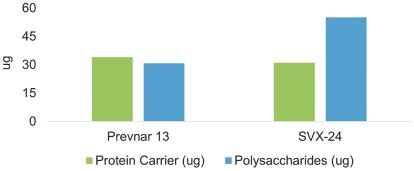 60
45
30
15
0
ug
Prevnar 13 SVX-24
Protein Carrier (ug) Polysaccharides (ug)